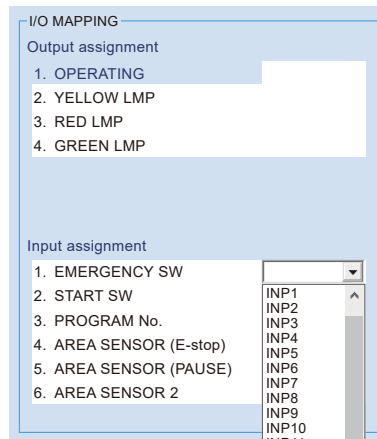 I/O MAPPING
Output assignment
1. OPERATING
2. YELLOW LMP
3. RED LMP
4. GREEN LMP
Input assignment
1. EMERGENCY SW
2. START SW
3. PROGRAM No.
4. AREA SENSOR (E-stop)
5. AREA SENSOR (PAUSE)
6. AREA SENSOR 2
INP1
INP2
INP3
INP4
INP5
INP6
INP7
INP8
INP9
INP10